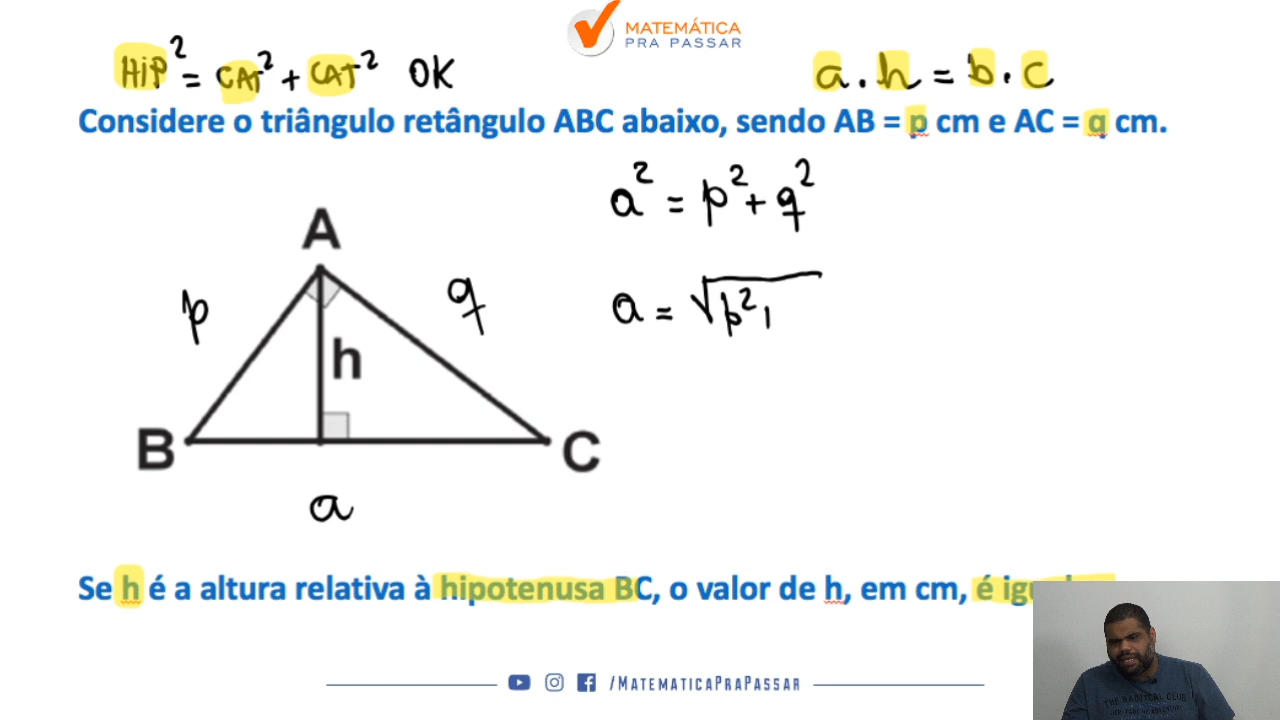 MATEMÁTICA
PRA PASSAR
HIP² = CAT² + CAT² OK
a . h = b . c
Considere o triângulo retângulo ABC abaixo, sendo AB = p cm e AC = q cm.
a² = p² + q²
A
p
q
a = √p²
h
B
C
a
Se h é a altura relativa à hipotenusa BC, o valor de h, em cm, é
/MATEMATICAPRAPASSAR
THE RADICAL CLUB